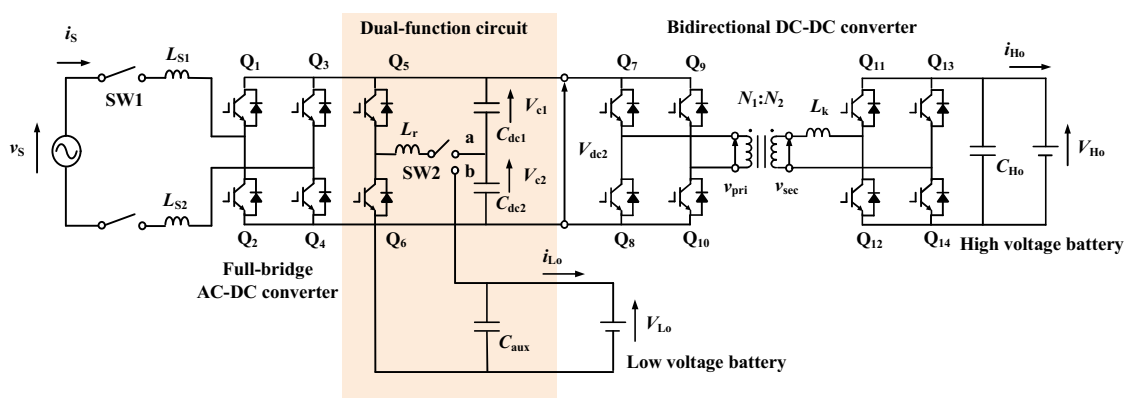 Dual-function circuit
Bidirectional DC-DC converter
iS
LS1
Q1
Q3
Q5
Q7
Q9
Q11
Q13
iHo
SW1
Vc1
N1:N2
Lk
Lr
a
Cdc1
vS
SW2
b
Vdc2
VHo
Vc2
CHo
LS2
Cdc2
vpri
vsec
Q2
Q4
Q6
Q8
Q10
Q12
Q14
High voltage battery
iLo
Full-bridge
AC-DC converter
VLo
Caux
Low voltage battery